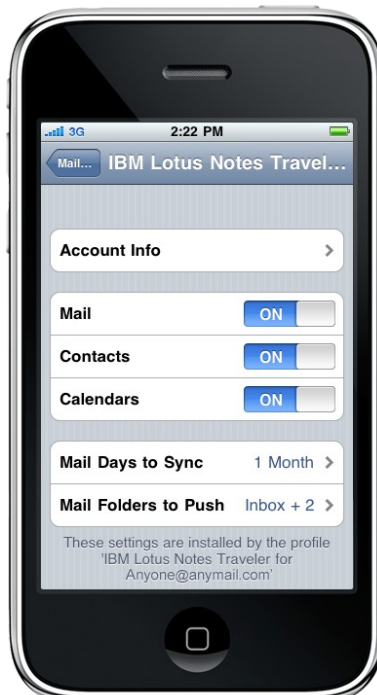 3G 2:22 PM
Mail... IBM Lotus Notes Travel...
Account Info
Mail ON
Contacts ON
Calendars ON
Mail Days to Sync 1 Month
Mail Folders to Push Inbox + 2
These settings are installed by the profile
'IBM Lotus Notes Traveler for
Anyone@anymail.com'